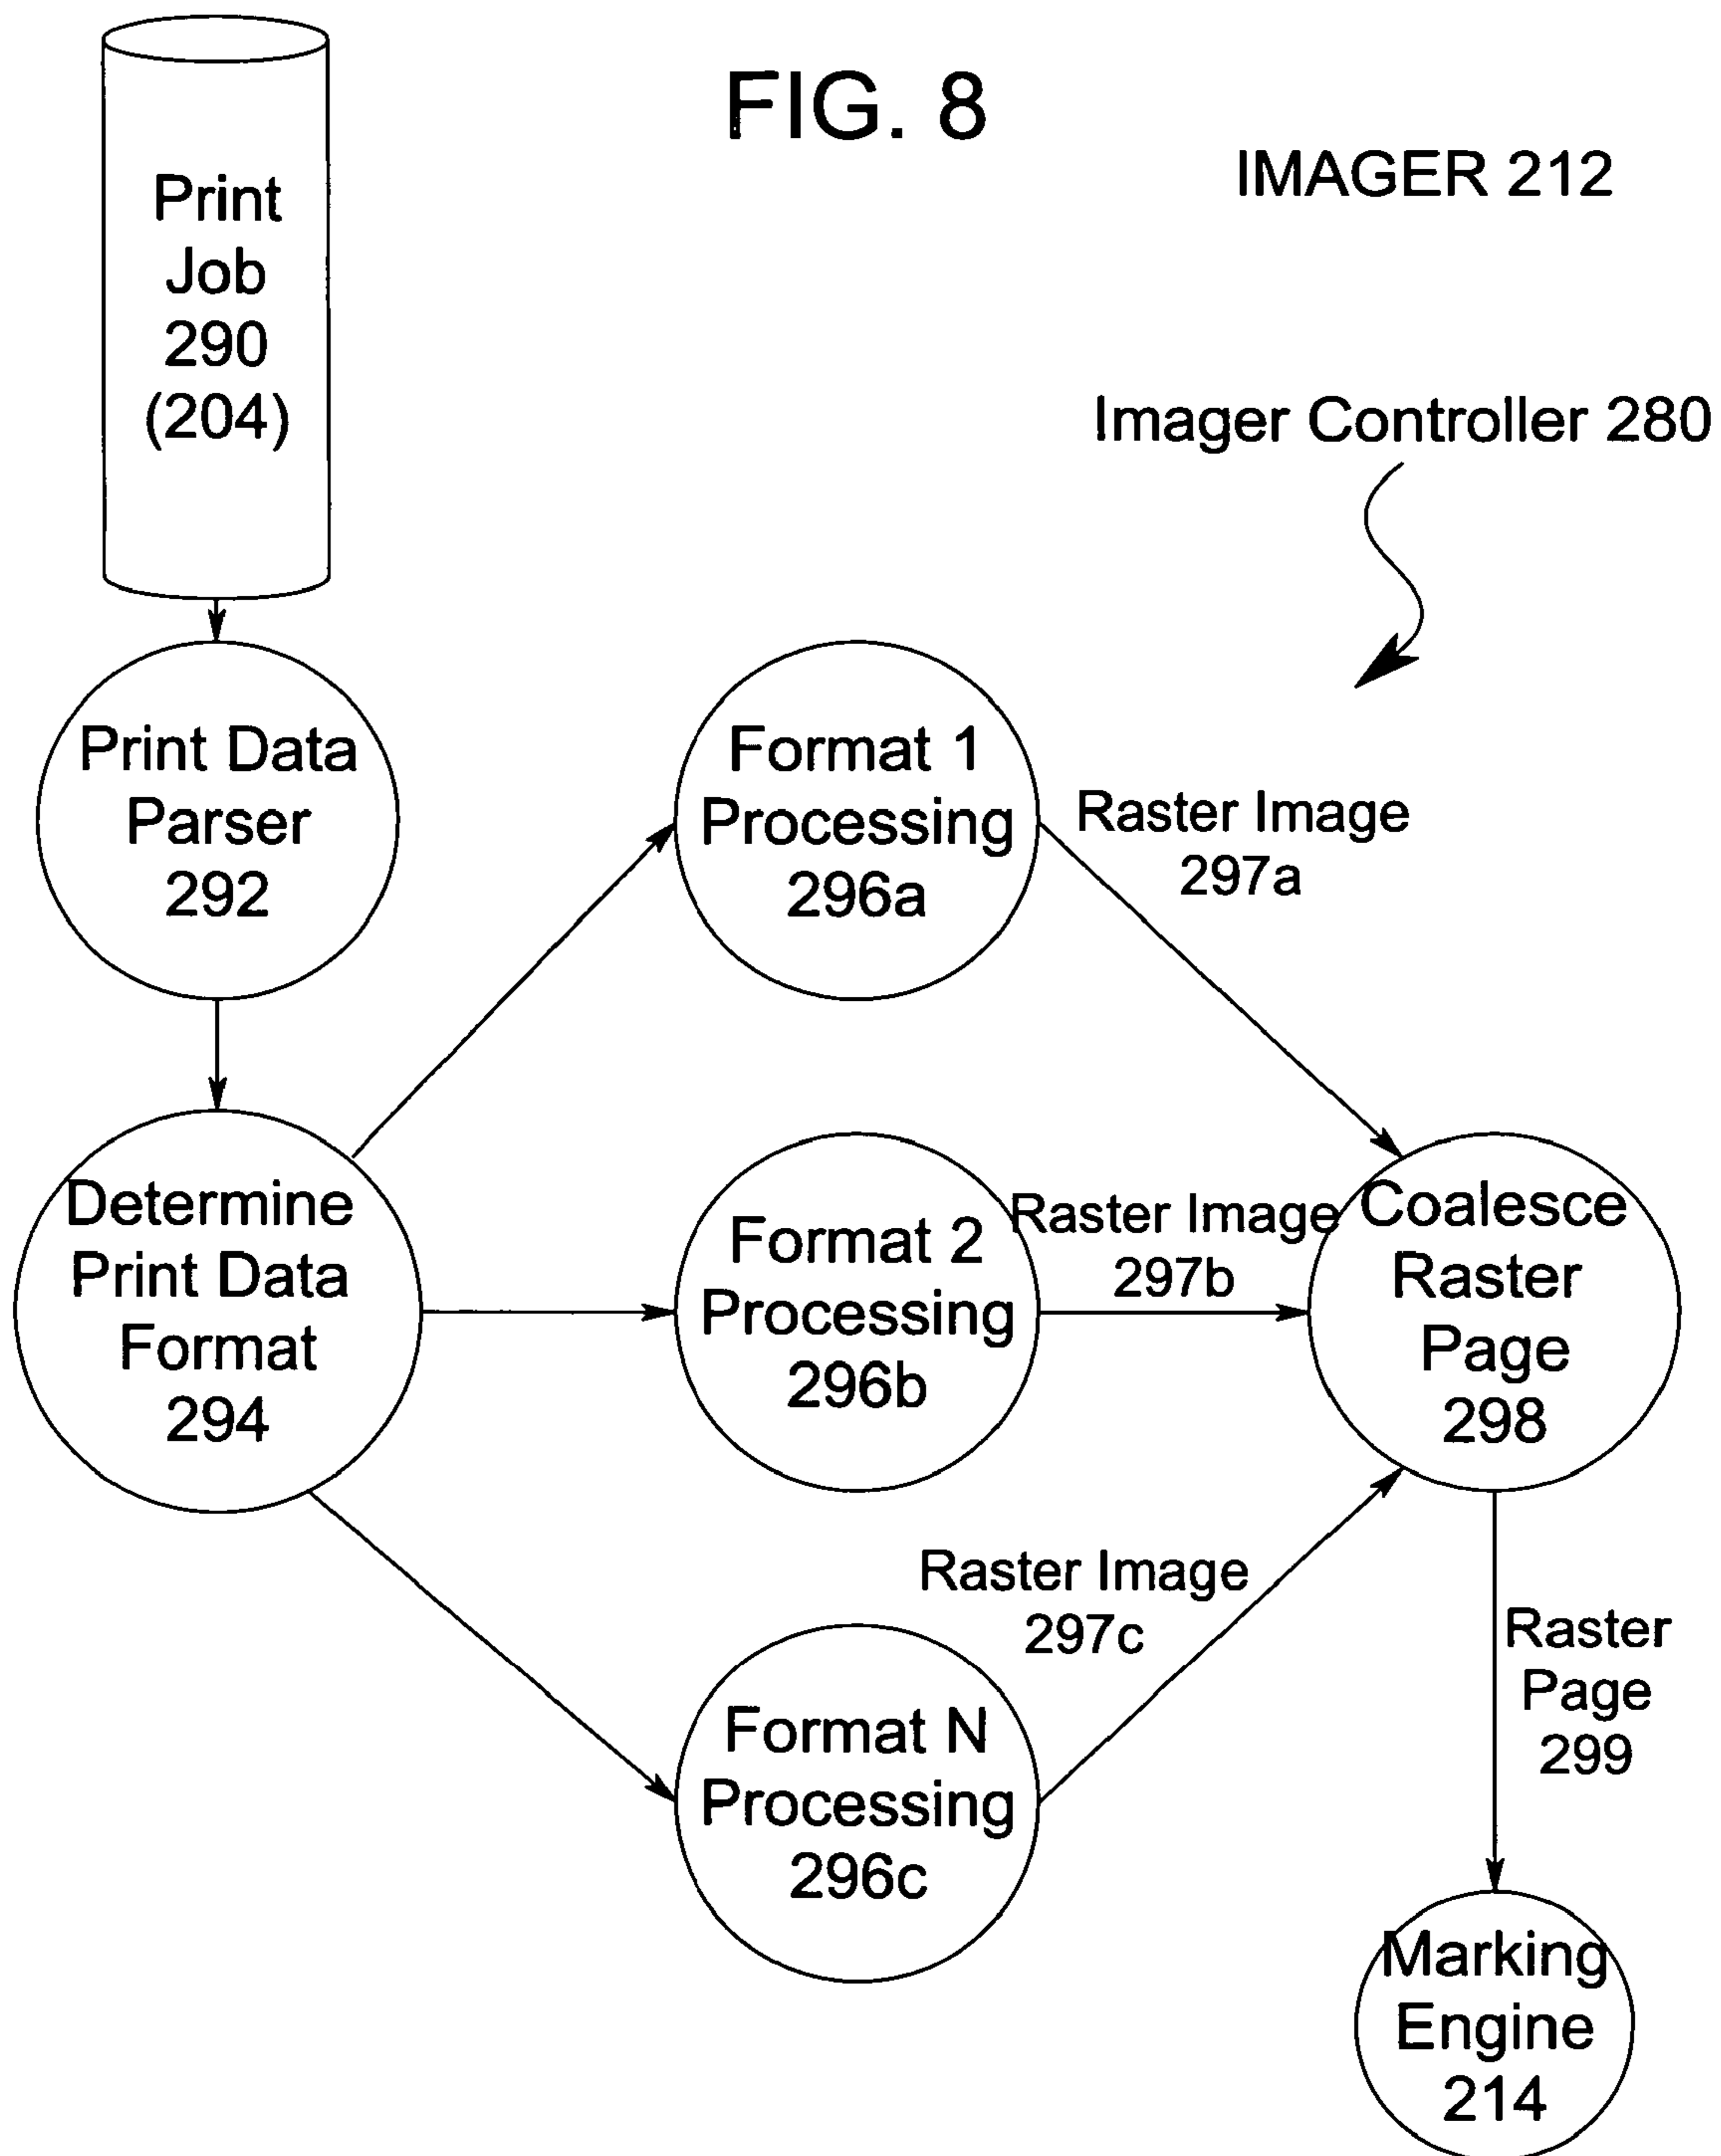 FIG. 8
IMAGER 212
Print
Job
290
(204)
Imager Controller 280
Print Data
Parser
292
Format 1
Processing
296a
Raster Image
297a
Determine
Print Data
Format
294
Format 2
Processing
296b
Raster Image
297b
Coalesce
Raster
Page
298
Format N
Processing
296c
Raster Image
297c
Raster
Page
299
Marking
Engine
214